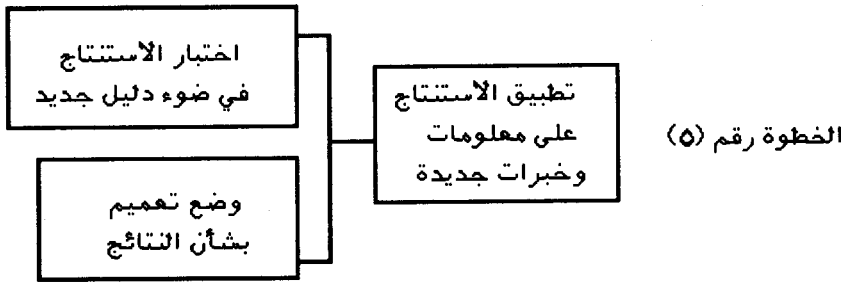 الخطوة رقم (٥)
تطبيق الاستنتاج
على معلومات
وخبرات جديدة
اختبار الاستنتاج
في ضوء دليل جديد
وضع تعميم
بشأن النتائج